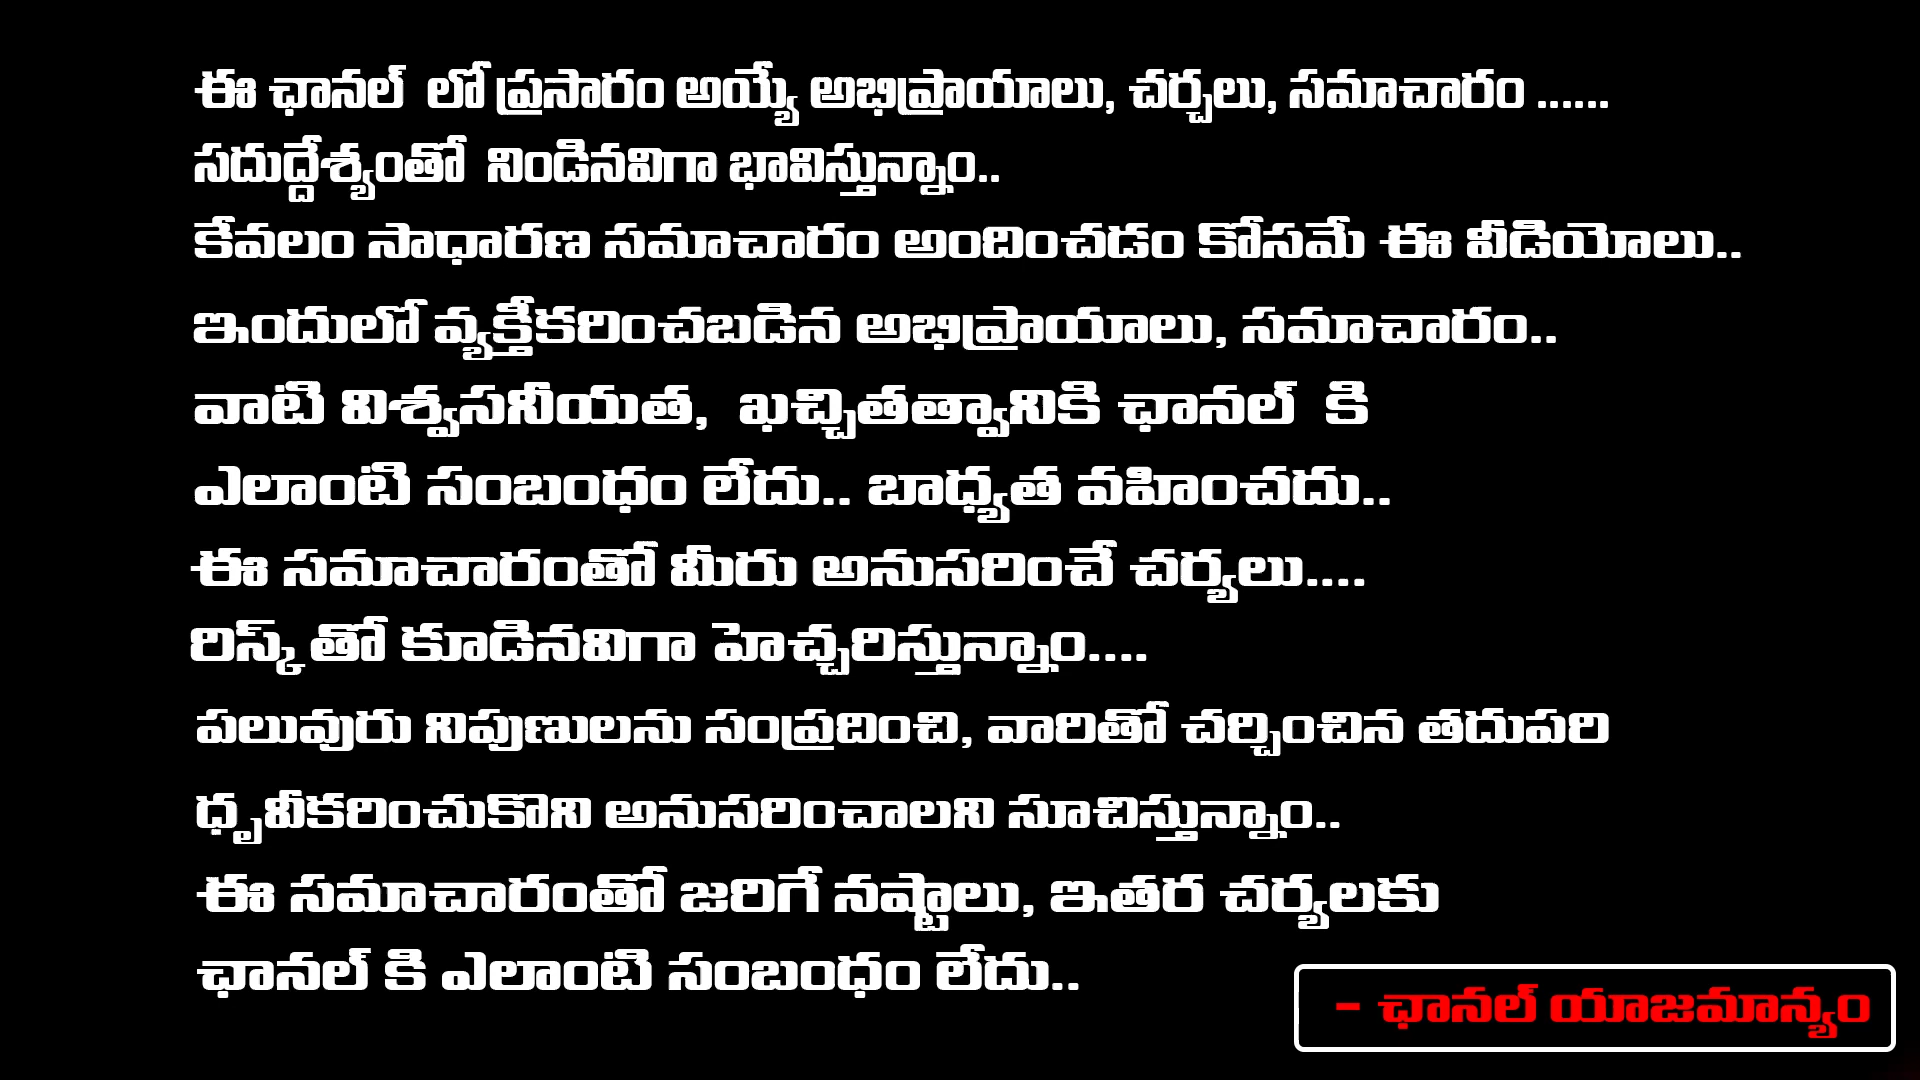 ఈ ఛానల్ లో ప్రసారం అయ్యే అభిప్రాయాలు, చర్చలు, సమాచారం ......
సదుద్దేశ్యంతో నిండినవిగా భావిస్తున్నాం..
కేవలం సాధారణ సమాచారం అందించడం కోసమే ఈ వీడియోలు..
ఇందులో వ్యక్తీకరించబడిన అభిప్రాయాలు, సమాచారం..
వాటి విశ్వసనీయత, ఖచ్చితత్వానికి ఛానల్ కి
ఎలాంటి సంబంధం లేదు.. బాధ్యత వహించదు..
ఈ సమాచారంతో మీరు అనుసరించే చర్యలు....
రిస్క్ తో కూడినవిగా హెచ్చరిస్తున్నాం....
పలువురు నిపుణులను సంప్రదించి, వారితో చర్చించిన తదుపరి
ధృవీకరించుకొని అనుసరించాలని సూచిస్తున్నాం..
ఈ సమాచారంతో జరిగే నష్టాలు, ఇతర చర్యలకు
ఛానల్ కి ఎలాంటి సంబంధం లేదు..
- ఛానల్ యాజమాన్యం